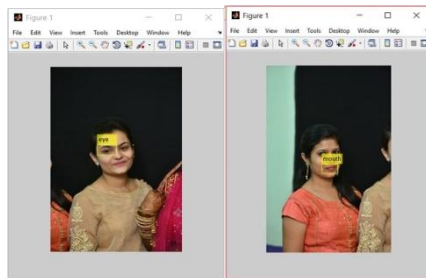 Figure 1
File Edit View Insert Tools Desktop Window Help
eye
Figure 1
File Edit View Insert Tools Desktop Window Help
mouth